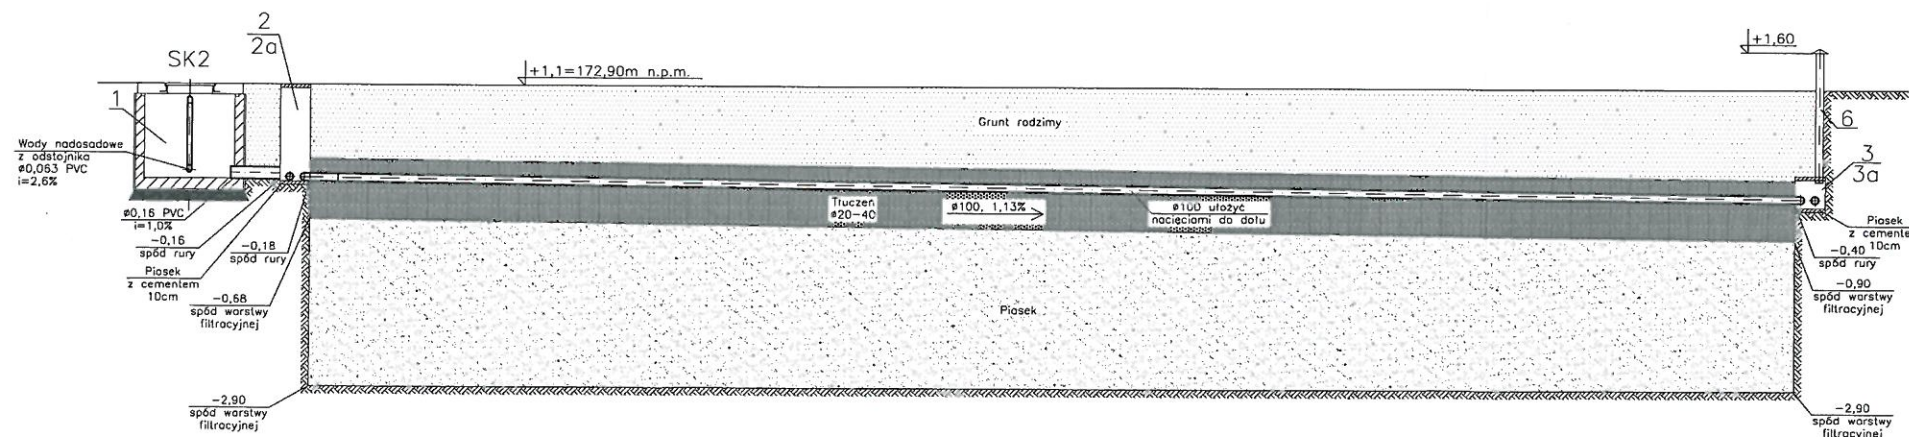 2
2a
SK2
+1,60
+1,1=172,90m n.p.m.
1
Grunt rodzimy
6
Wody nadosadowe
z odstojnika
ø0,063 PVC
i=2,6%
3
3a
Tłuczeń
ø20-40
ø100, 1,13%
ø100 ułożyć
nacięciami do dołu
ø0,16 PVC
i=1,0%
-0,16
spód rury
-0,18
spód rury
Piasek
z cementem
10cm
Piasek
z cementem
10cm
-0,40
spód rury
-0,68
spód warstwy
filtracyjnej
-0,90
spód warstwy
filtracyjnej
Piasek
-2,90
spód warstwy
filtracyjnej
-2,90
spód warstwy
filtracyjnej